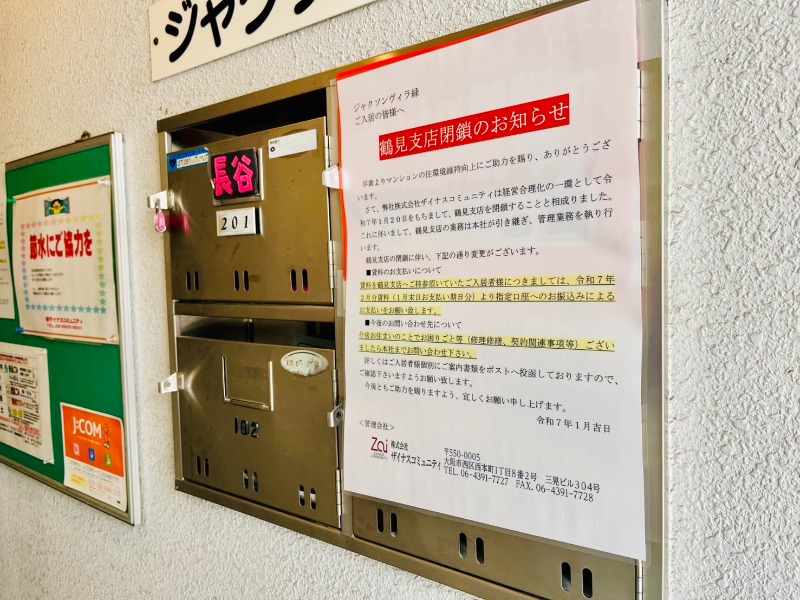 ジャクソ
長谷
201
102
節水にご協力を
J:COM
ジャクソンヴィラ緑
ご入居の皆様へ
鶴見支店閉鎖のお知らせ
平素よりマンションの住環境維持向上にご助力を賜り、ありがとうござ
います。
さて、弊社株式会社ザイナスコミュニティは経営合理化の一環として令
和7年1月20日をもちまして、鶴見支店を閉鎖することと相成りました。
これに伴いまして、鶴見支店の業務は本社が引き継ぎ、管理業務を執り行
います。
鶴見支店の閉鎖に伴い、下記の通り変更がございます。
■賃料のお支払いについて
賃料を鶴見支店へご持参頂いていたご入居者様につきましては、令和7年
2月分賃料(1月末日お支払い期日分)より指定口座へのお振込みによる
お支払いをお願い致します。
■今後のお問い合わせ先について
今後お住まいのことでお困りごと等(修理修繕、契約関連事項等)ござい
ましたら本社までお問い合わせ下さい。
詳しくはご入居者様個別にご案内書類をポストへ投函しておりますので、
ご確認下さいますようお願い致します。
今後ともご助力を賜りますよう、宜しくお願い申し上げます。
令和7年1月吉日
<管理会社>
Zai 株式会社
ザイナスコミュニティ
〒550-0005
大阪市西区西本町1丁目8番2号 三晃ビル304号
TEL. 06-4391-7727 FAX. 06-4391-7728